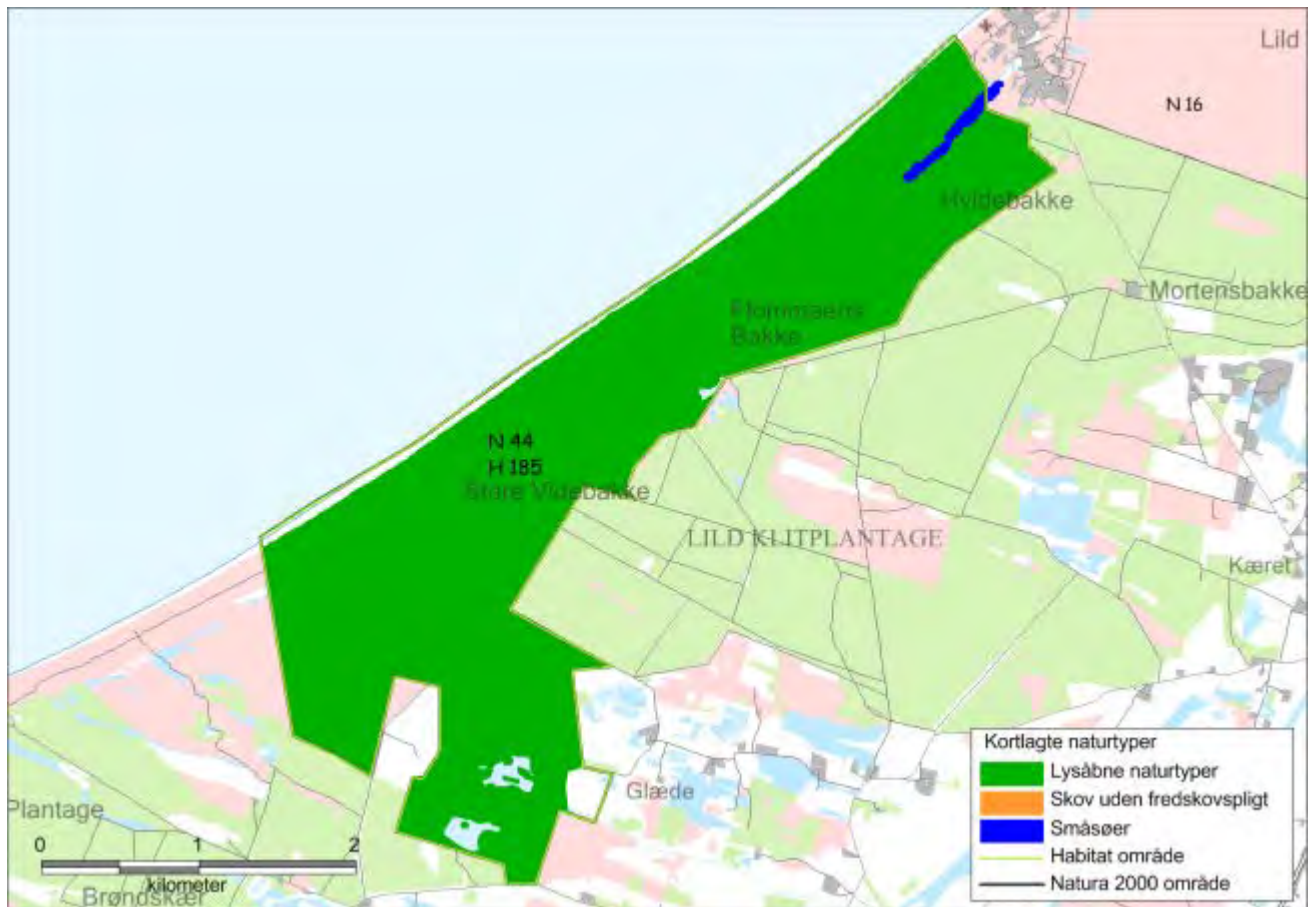 Lild
N 16
Hvidebakke
Mortensbakke
Bakke
N 44
H 185
Store Videbakke
LILD KLITPLANTAGE
Kæret
Glæde
Plantage
0 1 2
kilometer
Brøndskær
Kortlagte naturtyper
Lysåbne naturtyper
Skov uden fredskovspligt
Småsøer
Habitat område
Natura 2000 område